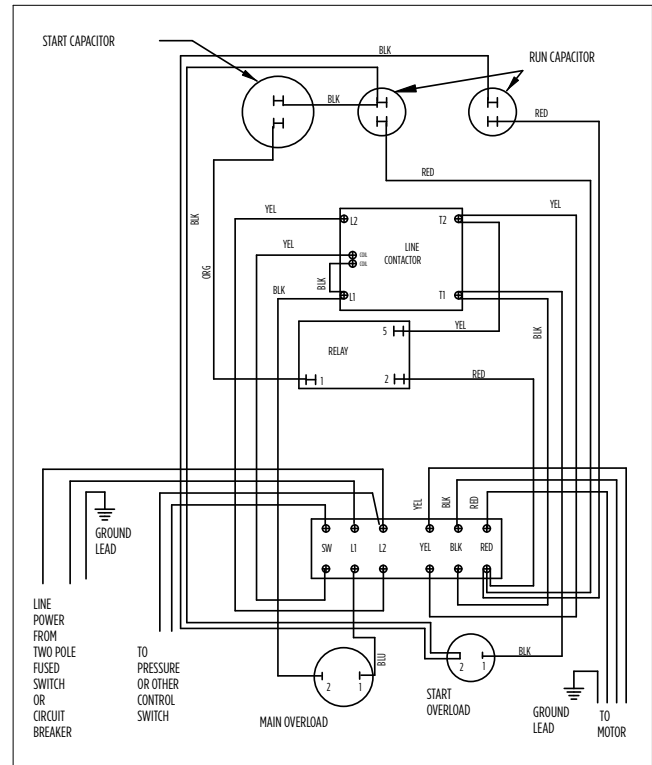 START CAPACITOR
BLK
RUN CAPACITOR
BLK
RED
RED
YEL
YEL
L2
T2
BLK
YEL
COIL
COIL
LINE
CONTACTOR
ORG
BLK
BLK
L1
T1
5
YEL
BLK
RELAY
1
2
RED
YEL
BLK
RED
GROUND
LEAD
SW
L1
L2
YEL
BLK
RED
LINE
POWER
FROM
TWO POLE
FUSED
SWITCH
OR
CIRCUIT
BREAKER
TO
PRESSURE
OR OTHER
CONTROL
SWITCH
2
1
BLU
MAIN OVERLOAD
2
1
BLK
START
OVERLOAD
GROUND
LEAD
TO
MOTOR